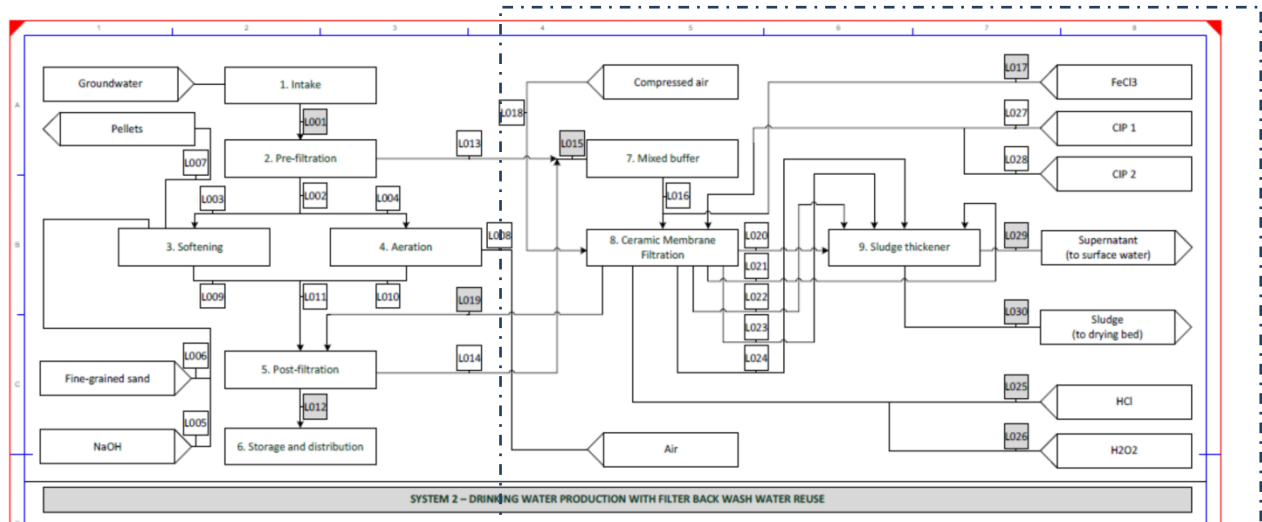 1 2 3 4 5 6 7 8
Groundwater
1. Intake
Compressed air
L017
FeCl3
A
L001
L018
L027
Pellets
L013
L015
CIP 1
L007
2. Pre-filtration
7. Mixed buffer
L028
CIP 2
L003
L002
L004
L016
B
3. Softening
4. Aeration
L008
8. Ceramic Membrane
Filtration
L020
9. Sludge thickener
L029
Supernatant
(to surface water)
L021
L009
L011
L010
L019
L022
L030
Sludge
(to drying bed)
L023
L006
L014
L024
Fine-grained sand
5. Post-filtration
C
L025
HCl
L012
L005
NaOH
6. Storage and distribution
Air
L026
H2O2
SYSTEM 2 – DRINKING WATER PRODUCTION WITH FILTER BACK WASH WATER REUSE